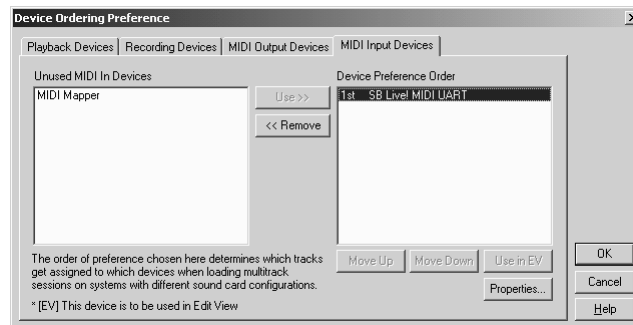 Device Ordering Preference
Playback Devices Recording Devices MIDI Output Devices MIDI Input Devices
Unused MIDI In Devices
MIDI Mapper
Use >>
<< Remove
Device Preference Order
1st SB Live! MIDI UART
Move Up Move Down Use in EV
Properties...
The order of preference chosen here determines which tracks
get assigned to which devices when loading multitrack
sessions on systems with different sound card configurations.
* [EV] This device is to be used in Edit View
OK
Cancel
Help